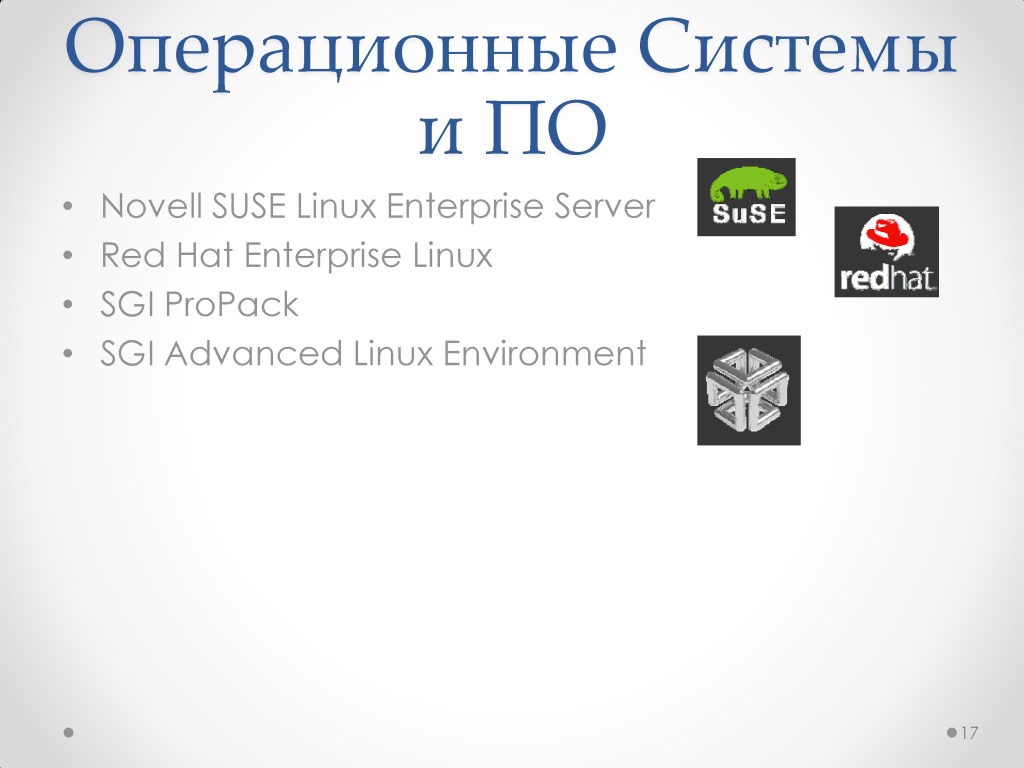 Операционные Системы
и ПО
• Novell SUSE Linux Enterprise Server
• Red Hat Enterprise Linux
• SGI ProPack
• SGI Advanced Linux Environment
SuSE
redhat
17